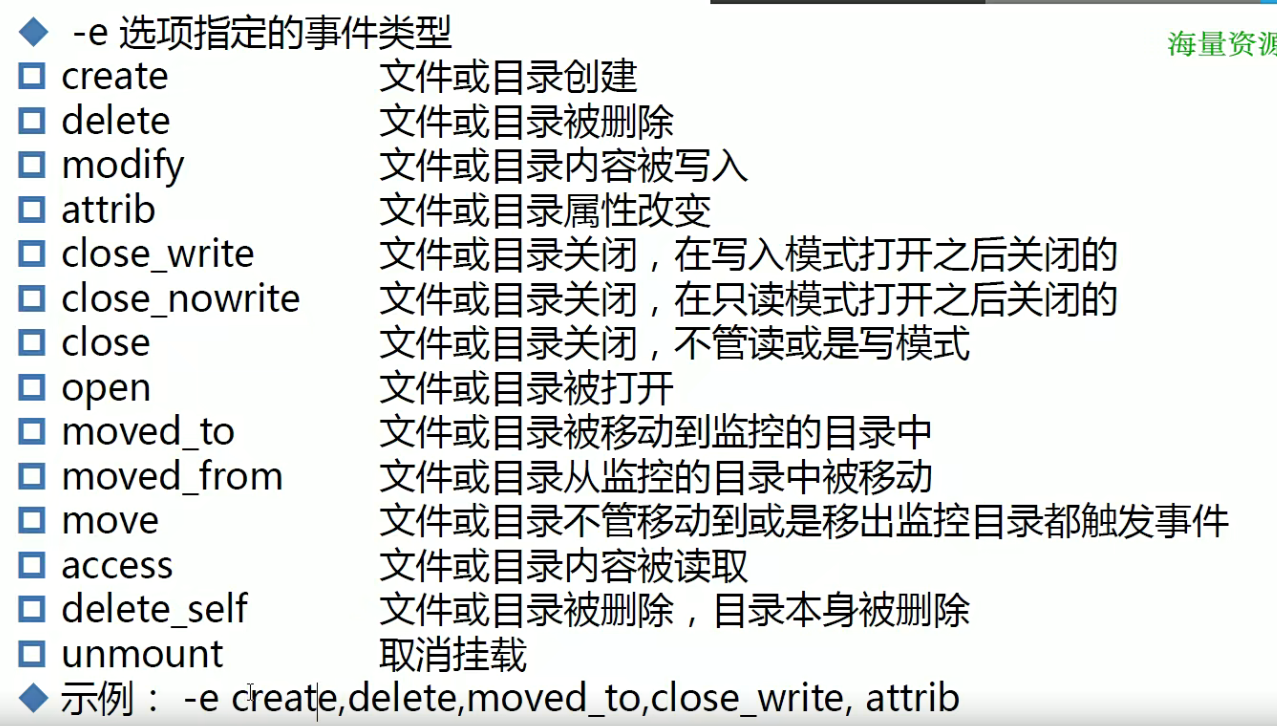 -e 选项指定的事件类型
海量资源
create 文件或目录创建
delete 文件或目录被删除
modify 文件或目录内容被写入
attrib 文件或目录属性改变
close_write 文件或目录关闭，在写入模式打开之后关闭的
close_nowrite 文件或目录关闭，在只读模式打开之后关闭的
close 文件或目录关闭，不管读或是写模式
open 文件或目录被打开
moved_to 文件或目录被移动到监控的目录中
moved_from 文件或目录从监控的目录中被移动
move 文件或目录不管移动到或是移出监控目录都触发事件
access 文件或目录内容被读取
delete_self 文件或目录被删除，目录本身被删除
unmount 取消挂载
示例： -e create,delete,moved_to,close_write, attrib